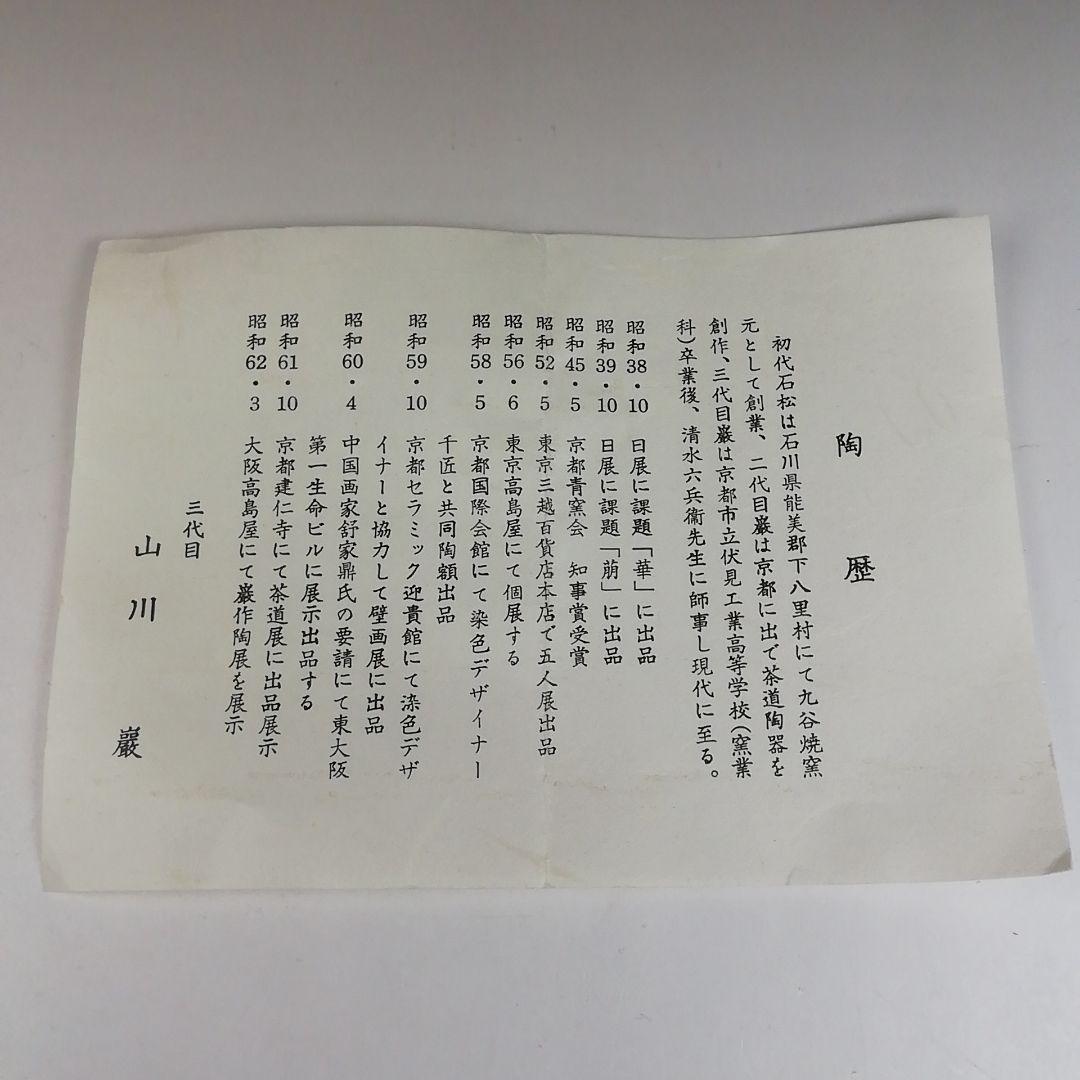 陶歴
初代石松は石川県能美郡下八里村にて九谷焼窯
元として創業、二代目巌は京都に出で茶道陶器を
創作、三代目巌は京都市立伏見工業高等学校(窯業
科)卒業後、清水六兵衞先生に師事し現代に至る。
昭和38・10 日展に課題「華」に出品
昭和39・10 日展に課題「萠」に出品
昭和45・5 京都青窯会 知事賞受賞
昭和52・5 東京三越百貨店本店で五人展出品
昭和56・6 東京高島屋にて個展する
昭和58・5 京都国際会館にて染色デザイナー
千匠と共同陶額出品
昭和59・10 京都セラミック迎貴館にて染色デザ
イナーと協力して壁画展に出品
昭和60・4 中国画家舒家鼎氏の要請にて東大阪
第一生命ビルに展示出品する
昭和61・10 京都建仁寺にて茶道展に出品展示
昭和62・3 大阪高島屋にて巌作陶展を展示
三代目
山川 巖